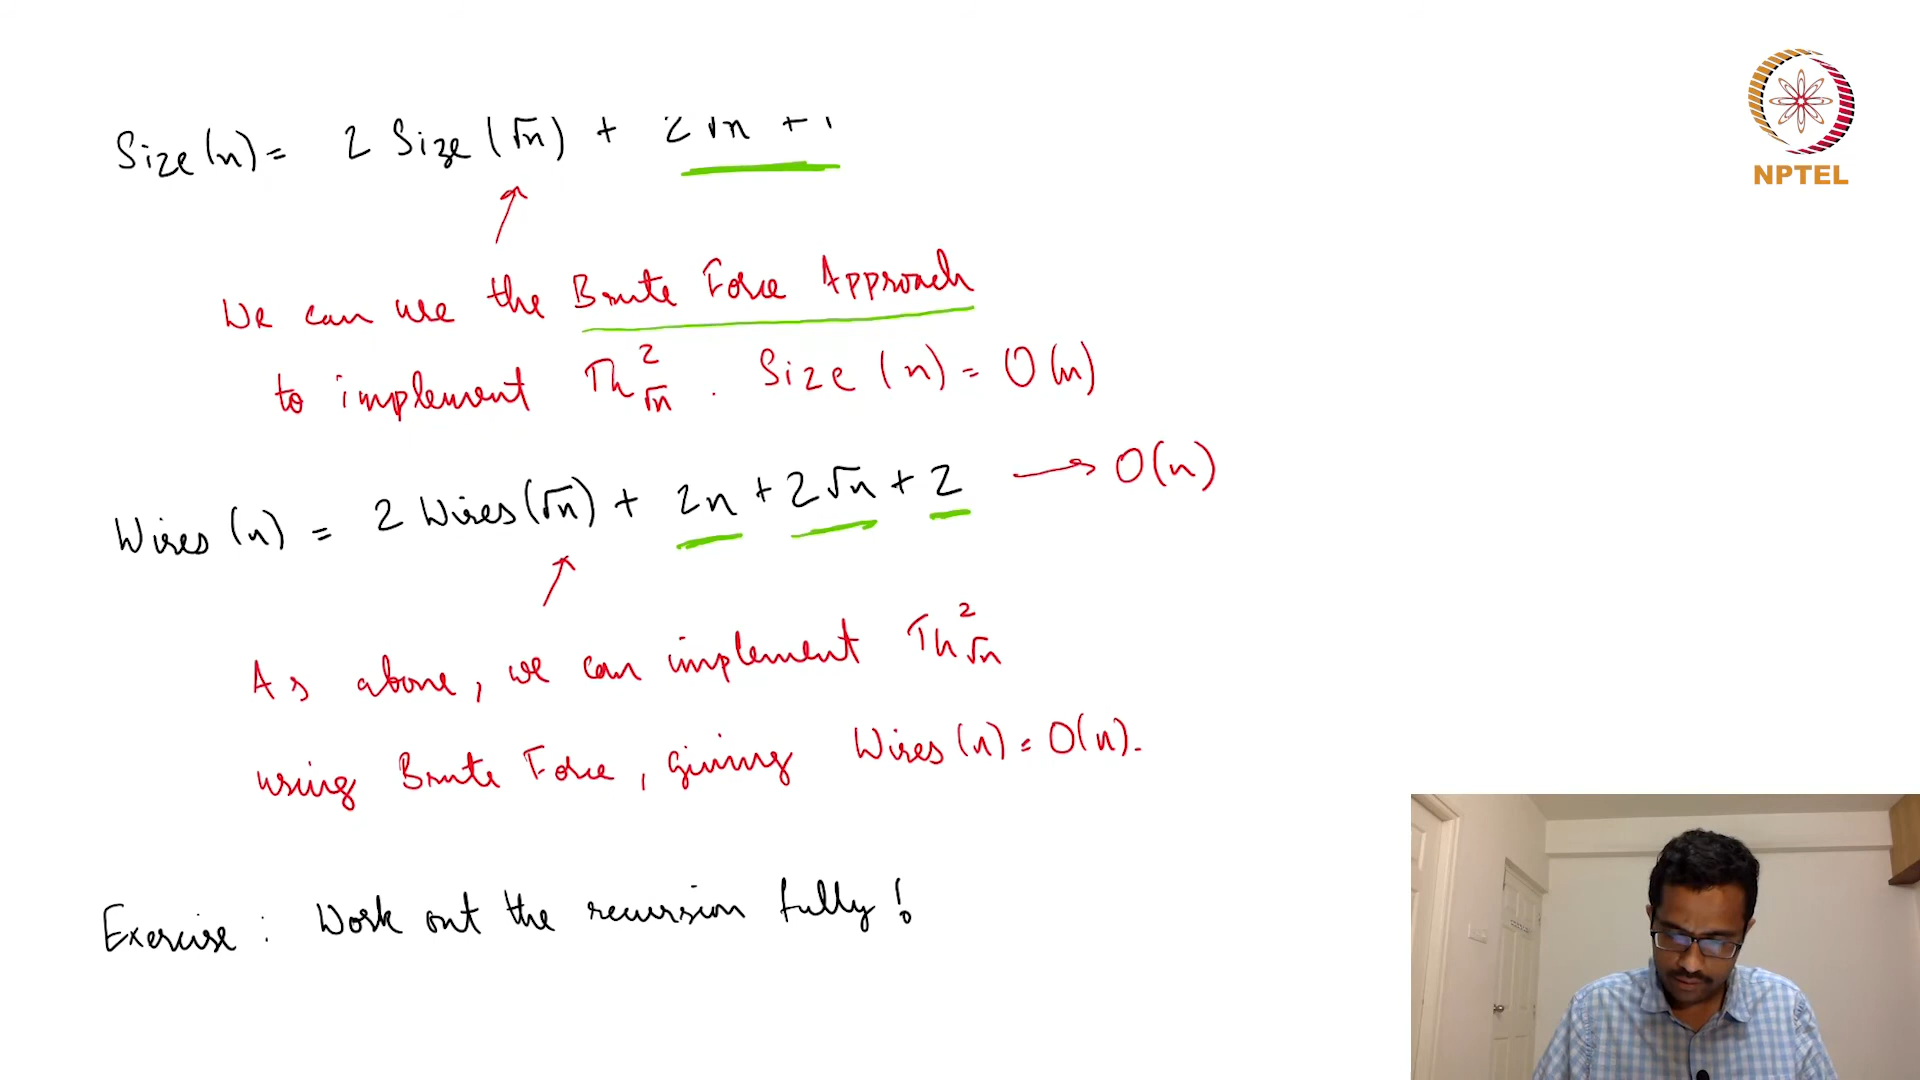 Size(n) = 2 Size(√n) + 2√n + 1
We can use the Brute Force Approach
to implement Th²√n . Size(n) = O(n)
Wires(n) = 2 Wires(√n) + 2n + 2√n + 2 → O(n)
As above, we can implement Th²√n
using Brute Force, giving Wires(n) = O(n).
Exercise : Work out the recursion fully!
NPTEL